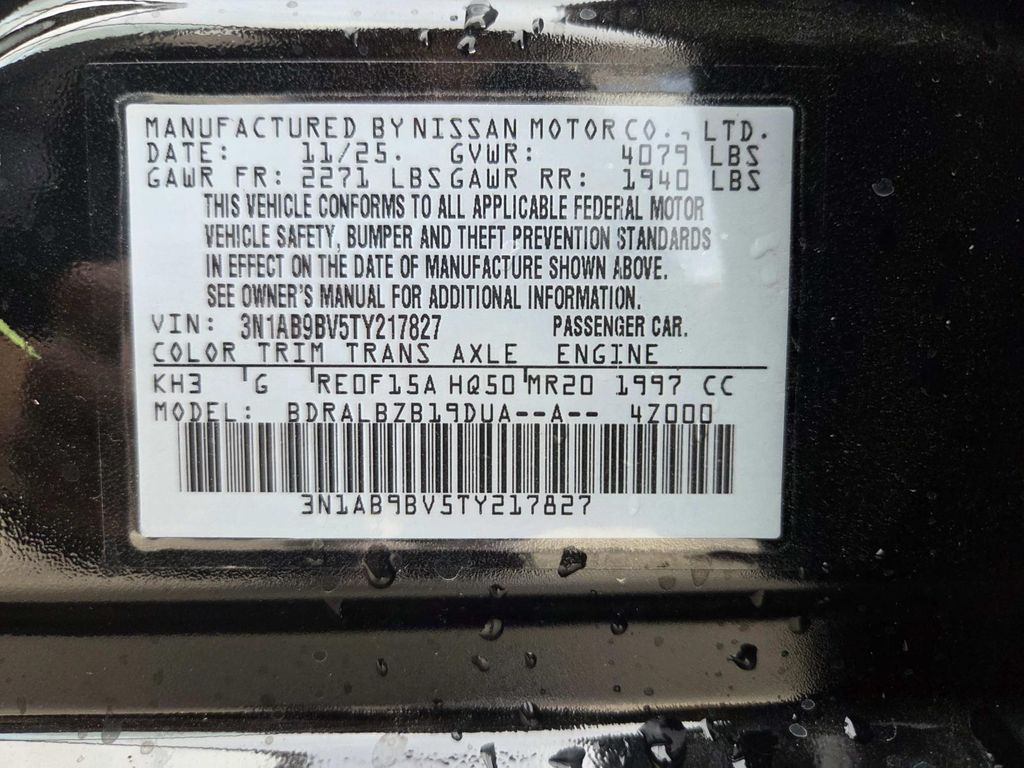 MANUFACTURED BY NISSAN MOTOR CO., LTD.
DATE: 11/25. GVWR: 4079 LBS
GAWR FR: 2271 LBS GAWR RR: 1940 LBS
THIS VEHICLE CONFORMS TO ALL APPLICABLE FEDERAL MOTOR
VEHICLE SAFETY, BUMPER AND THEFT PREVENTION STANDARDS
IN EFFECT ON THE DATE OF MANUFACTURE SHOWN ABOVE.
SEE OWNER'S MANUAL FOR ADDITIONAL INFORMATION.
VIN: 3N1AB9BV5TY217827 PASSENGER CAR.
COLOR TRIM TRANS AXLE ENGINE
KH3 G RE0F15A HQ50 MR20 1997 CC
MODEL: BDRALBZB19DUA--A-- 4Z000
3N1AB9BV5TY217827